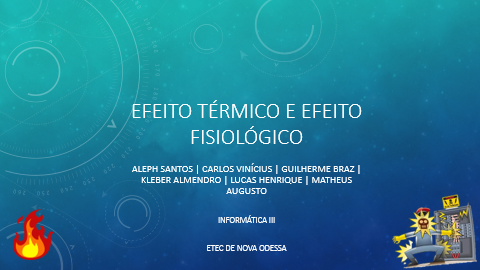 EFEITO TÉRMICO E EFEITO
FISIOLÓGICO
ALEPH SANTOS | CARLOS VINÍCIUS | GUILHERME BRAZ |
KLEBER ALMENDRO | LUCAS HENRIQUE | MATHEUS
AUGUSTO
INFORMÁTICA III
ETEC DE NOVA ODESSA